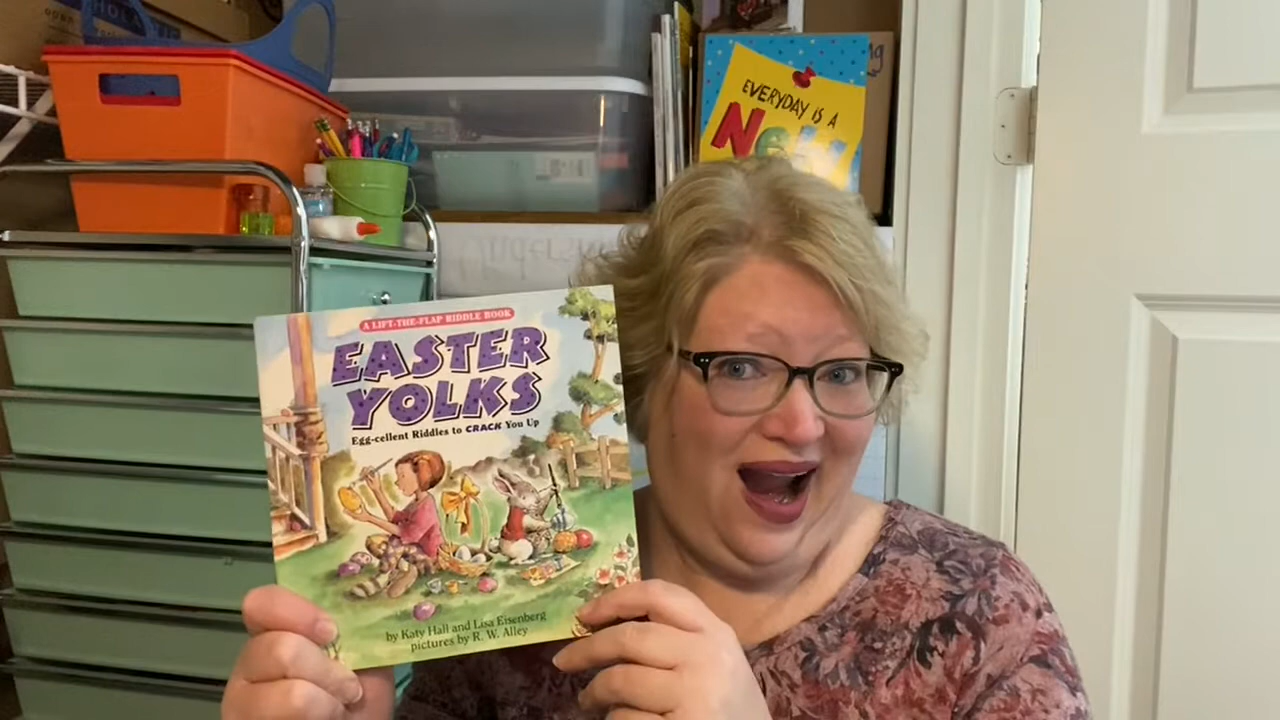 EVERYDAY IS A
New
A LIFT-THE-FLAP RIDDLE BOOK
EASTER
YOLKS
Egg-cellent Riddles to CRACK You Up
by Katy Hall and Lisa Eisenberg
pictures by R. W. Alley